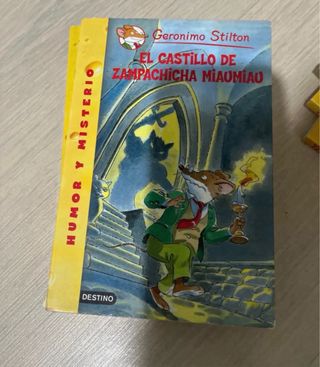 Geronimo Stilton
EL CASTILLO DE
ZAMPACHICHA MIAUMIAU
HUMOR Y MISTERIO
DESTINO